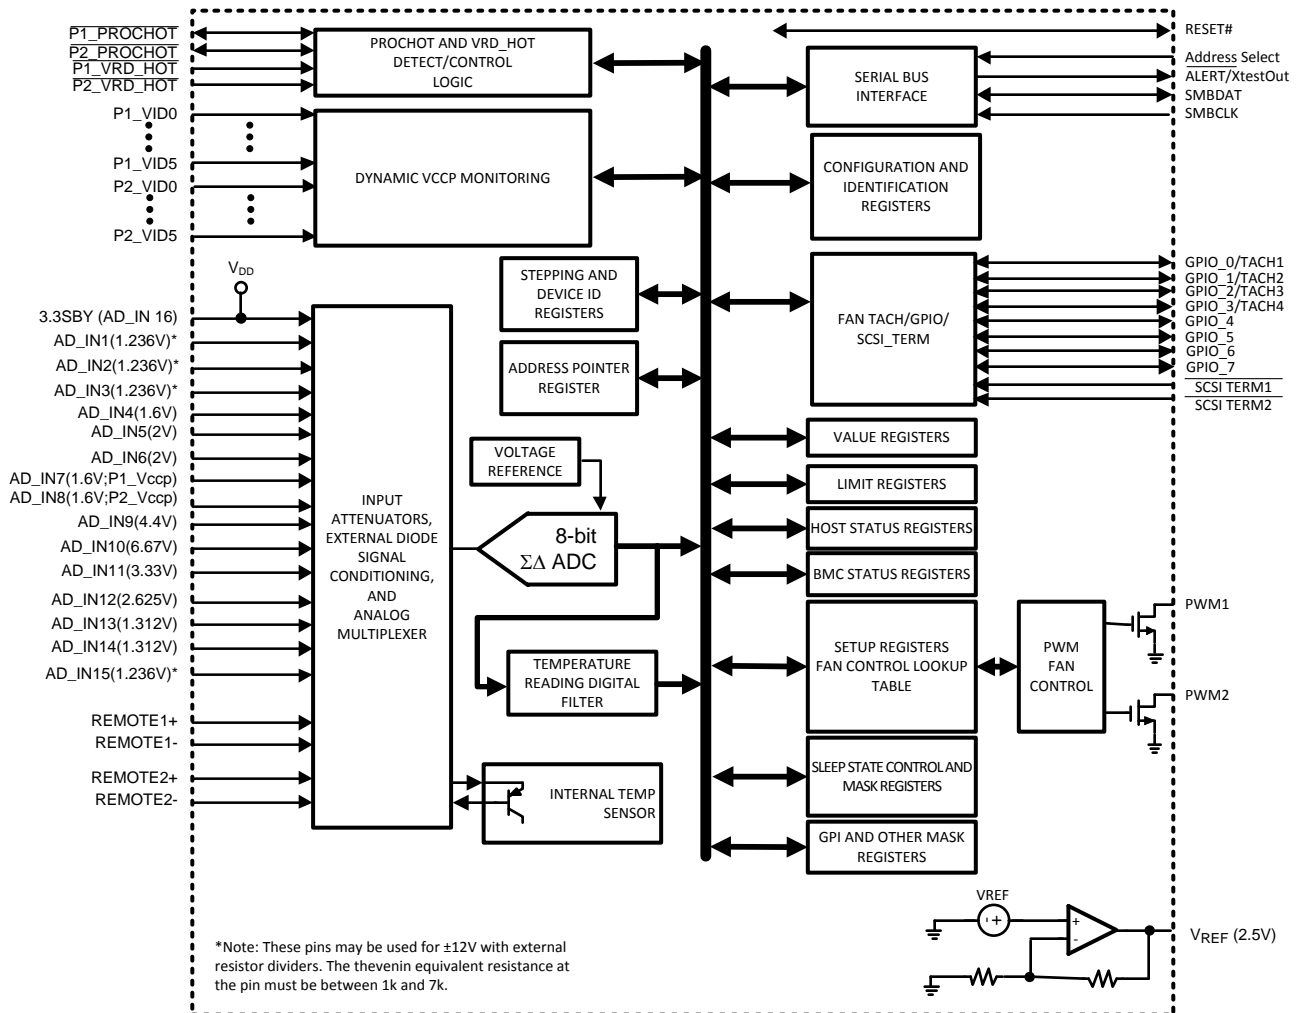 P1_PROCHOT
P2_PROCHOT
P1_VRD_HOT
P2_VRD_HOT
P1_VID0
P1_VID5
P2_VID0
P2_VID5
VDD
3.3SBY (AD_IN 16)
AD_IN1(1.236V)*
AD_IN2(1.236V)*
AD_IN3(1.236V)*
AD_IN4(1.6V)
AD_IN5(2V)
AD_IN6(2V)
AD_IN7(1.6V;P1_Vccp)
AD_IN8(1.6V;P2_Vccp)
AD_IN9(4.4V)
AD_IN10(6.67V)
AD_IN11(3.33V)
AD_IN12(2.625V)
AD_IN13(1.312V)
AD_IN14(1.312V)
AD_IN15(1.236V)*
REMOTE1+
REMOTE1-
REMOTE2+
REMOTE2-
PROCHOT AND VRD_HOT
DETECT/CONTROL
LOGIC
DYNAMIC VCCP MONITORING
STEPPING AND
DEVICE ID
REGISTERS
ADDRESS POINTER
REGISTER
VOLTAGE
REFERENCE
INPUT
ATTENUATORS,
EXTERNAL DIODE
SIGNAL
CONDITIONING,
AND
ANALOG
MULTIPLEXER
8-bit
ΣΔ ADC
TEMPERATURE
READING DIGITAL
FILTER
INTERNAL TEMP
SENSOR
SERIAL BUS
INTERFACE
CONFIGURATION AND
IDENTIFICATION
REGISTERS
FAN TACH/GPIO/
SCSI_TERM
VALUE REGISTERS
LIMIT REGISTERS
HOST STATUS REGISTERS
BMC STATUS REGISTERS
SETUP REGISTERS
FAN CONTROL LOOKUP
TABLE
PWM
FAN
CONTROL
SLEEP STATE CONTROL AND
MASK REGISTERS
GPI AND OTHER MASK
REGISTERS
RESET#
Address Select
ALERT/XtestOut
SMBDAT
SMBCLK
GPIO_0/TACH1
GPIO_1/TACH2
GPIO_2/TACH3
GPIO_3/TACH4
GPIO_4
GPIO_5
GPIO_6
GPIO_7
SCSI TERM1
SCSI TERM2
PWM1
PWM2
VREF
- +
+
-
VREF (2.5V)
*Note: These pins may be used for ±12V with external
resistor dividers. The thevenin equivalent resistance at
the pin must be between 1k and 7k.